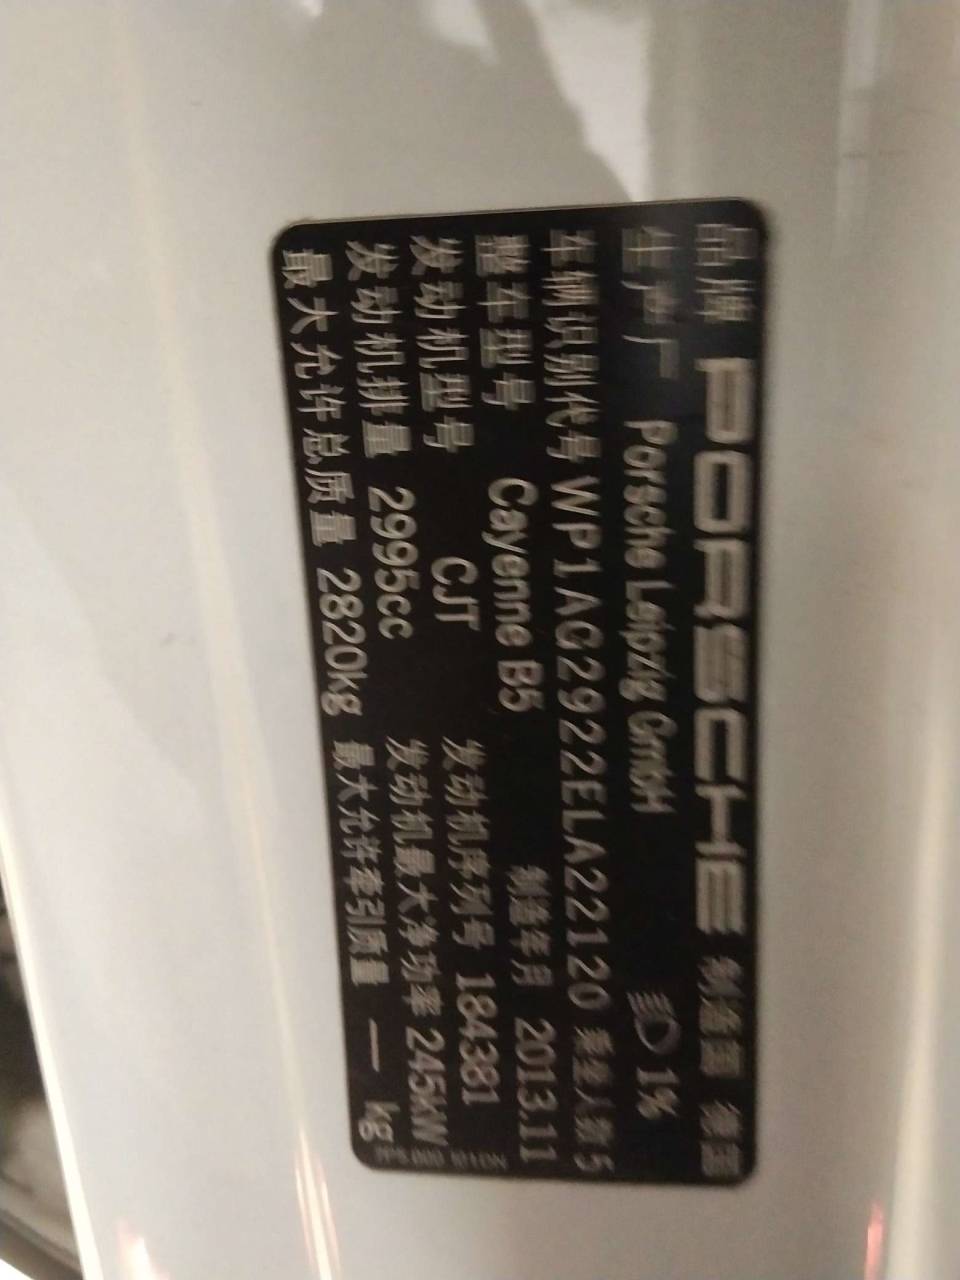 品牌 PORSCHE 制造国 德国
生产厂 Porsche Leipzig GmbH 1%
车辆识别代号 WP1AG2922ELA22120 乘坐人数 5
整车型号 Cayenne B5 制造年月 2013.11
发动机型号 CJT 发动机序列号 184381
发动机排量 2995cc 发动机最大净功率 245KW
最大允许总质量 2820kg 最大允许牵引质量 — kg